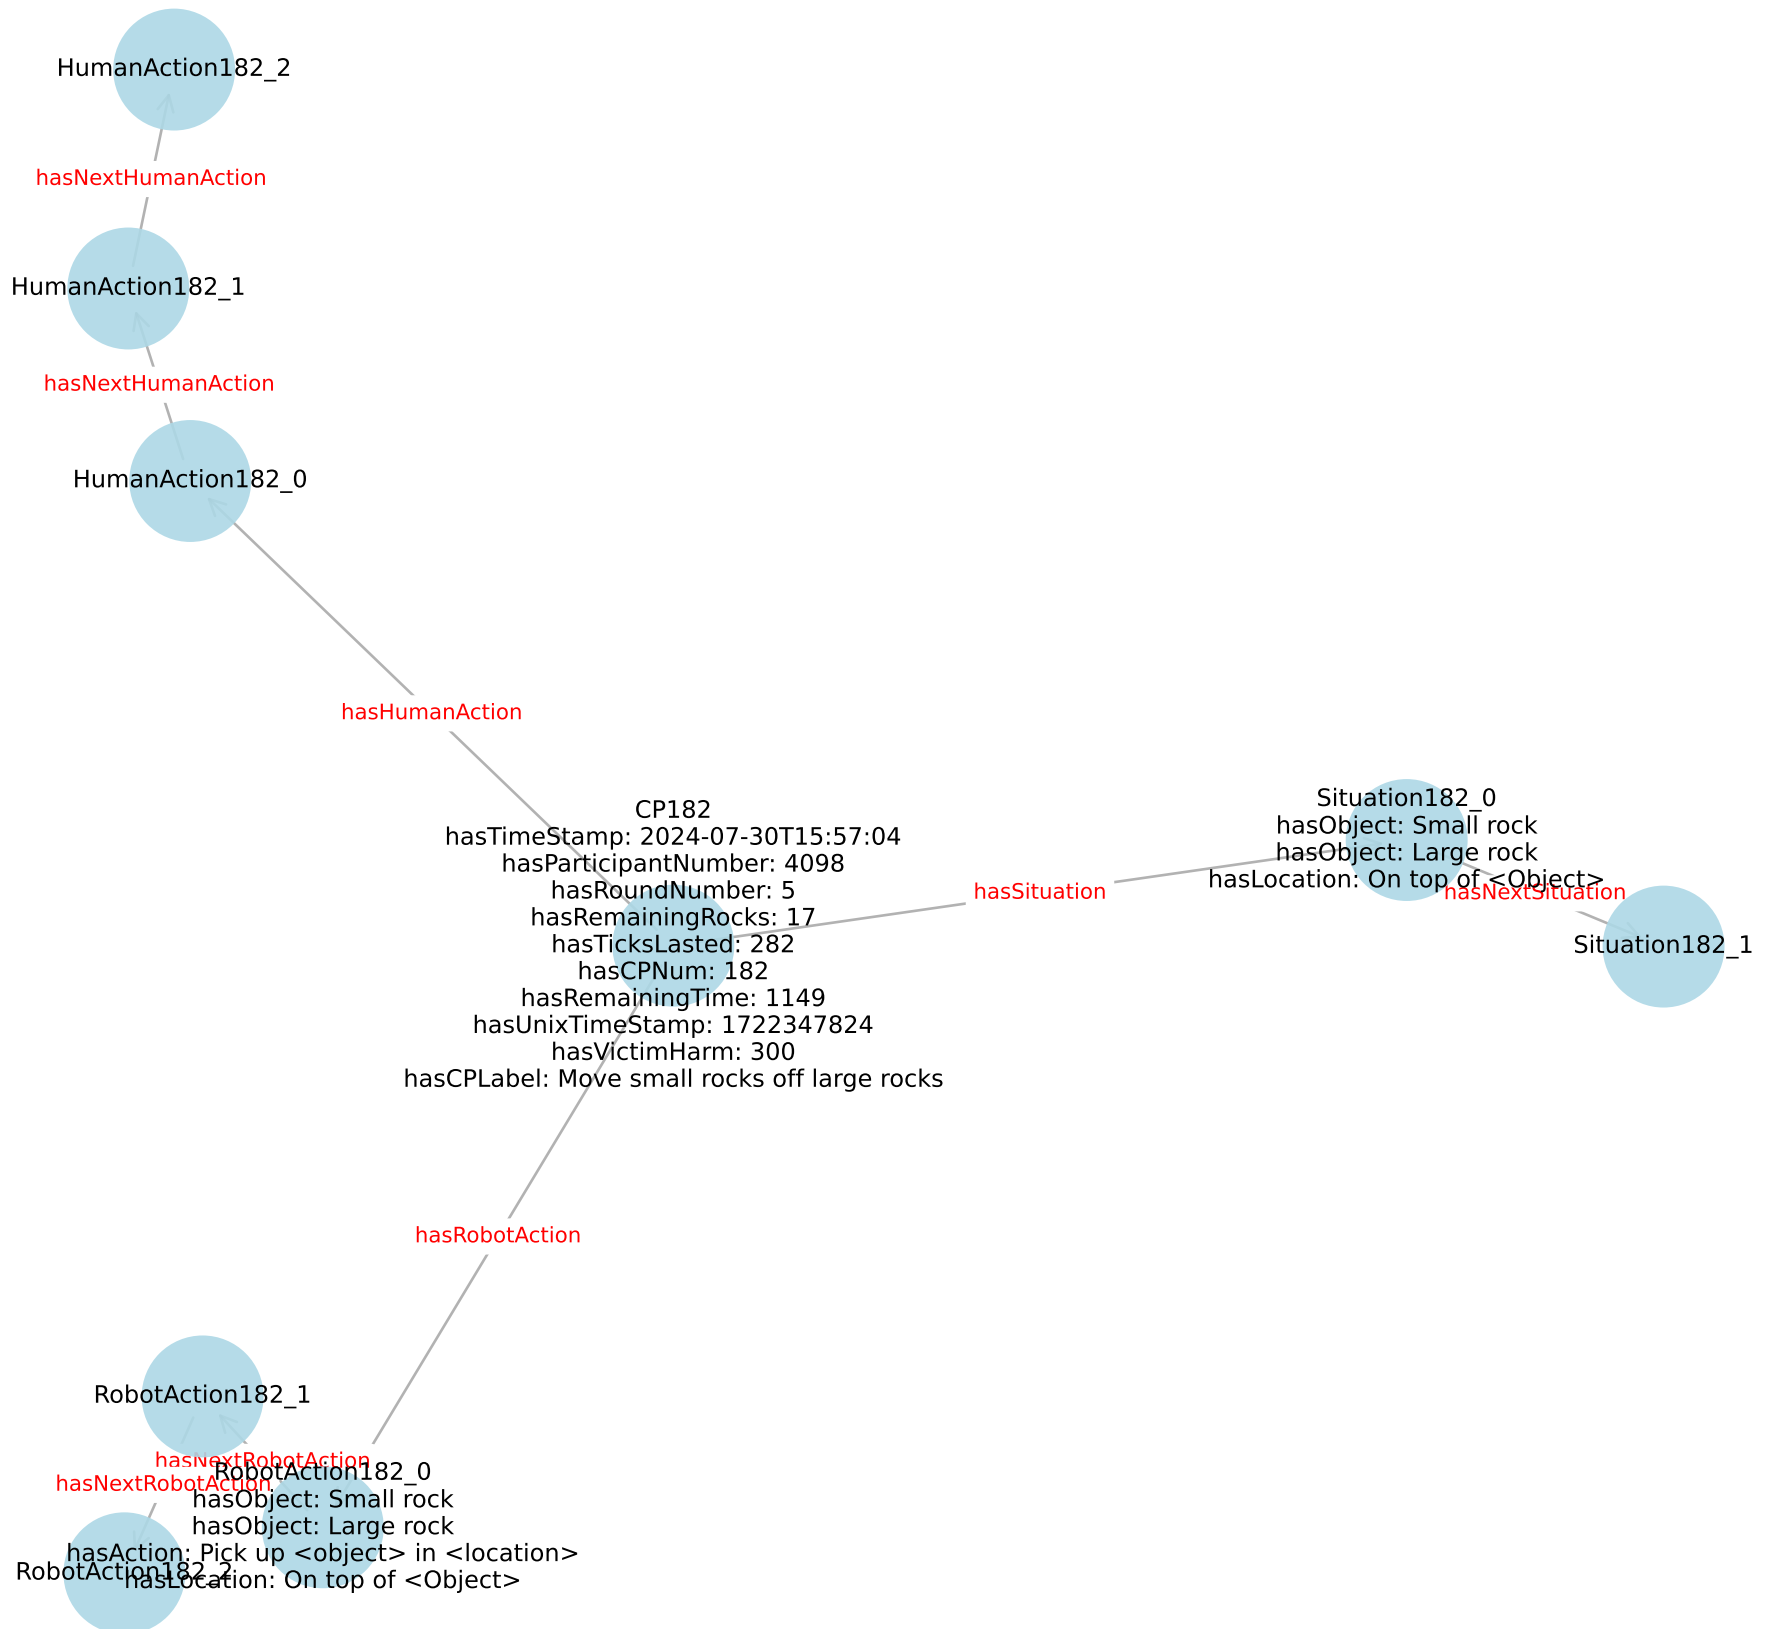 HumanAction182_2
hasNextHumanAction
HumanAction182_1
hasNextHumanAction
HumanAction182_0
hasHumanAction
CP182
hasTimeStamp: 2024-07-30T15:57:04
hasParticipantNumber: 4098
hasRoundNumber: 5
hasRemainingRocks: 17
hasTicksLasted: 282
hasCPNum: 182
hasRemainingTime: 1149
hasUnixTimeStamp: 1722347824
hasVictimHarm: 300
hasCPLabel: Move small rocks off large rocks
hasSituation
Situation182_0
hasObject: Small rock
hasObject: Large rock
hasLocation: On top of <Object>
hasNextSituation
Situation182_1
hasRobotAction
RobotAction182_1
hasNextRobotAction
hasNextRobotAction
RobotAction182_0
hasObject: Small rock
hasObject: Large rock
hasAction: Pick up <object> in <location>
hasLocation: On top of <Object>
RobotAction182_2